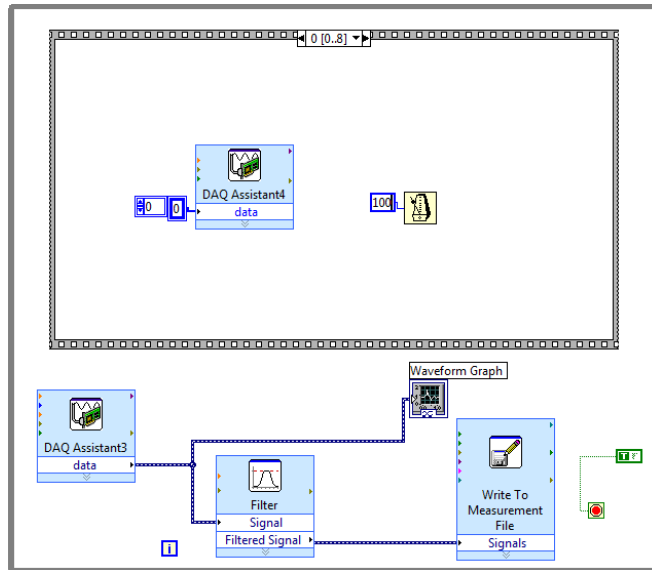 0 [0..8]
DAQ Assistant4
data
0
0
100
Waveform Graph
DAQ Assistant3
data
Filter
Signal
Filtered Signal
Write To
Measurement
File
Signals
T F
i